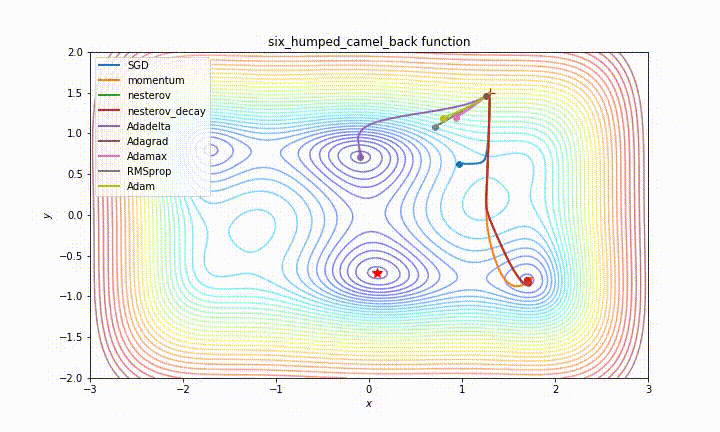 six_humped_camel_back function
2.0
1.5
1.0
0.5
0.0
−0.5
−1.0
−1.5
−2.0
y
SGD
momentum
nesterov
nesterov_decay
Adadelta
Adagrad
Adamax
RMSprop
Adam
−3
−2
−1
0
1
2
3
x